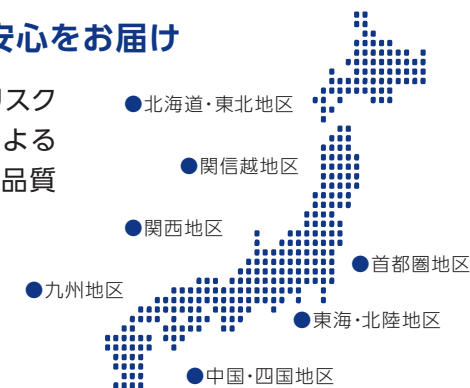 安心をお届け
リスク
よる
品質
●北海道・東北地区
●関信越地区
●関西地区
●首都圏地区
●九州地区
●東海・北陸地区
●中国・四国地区